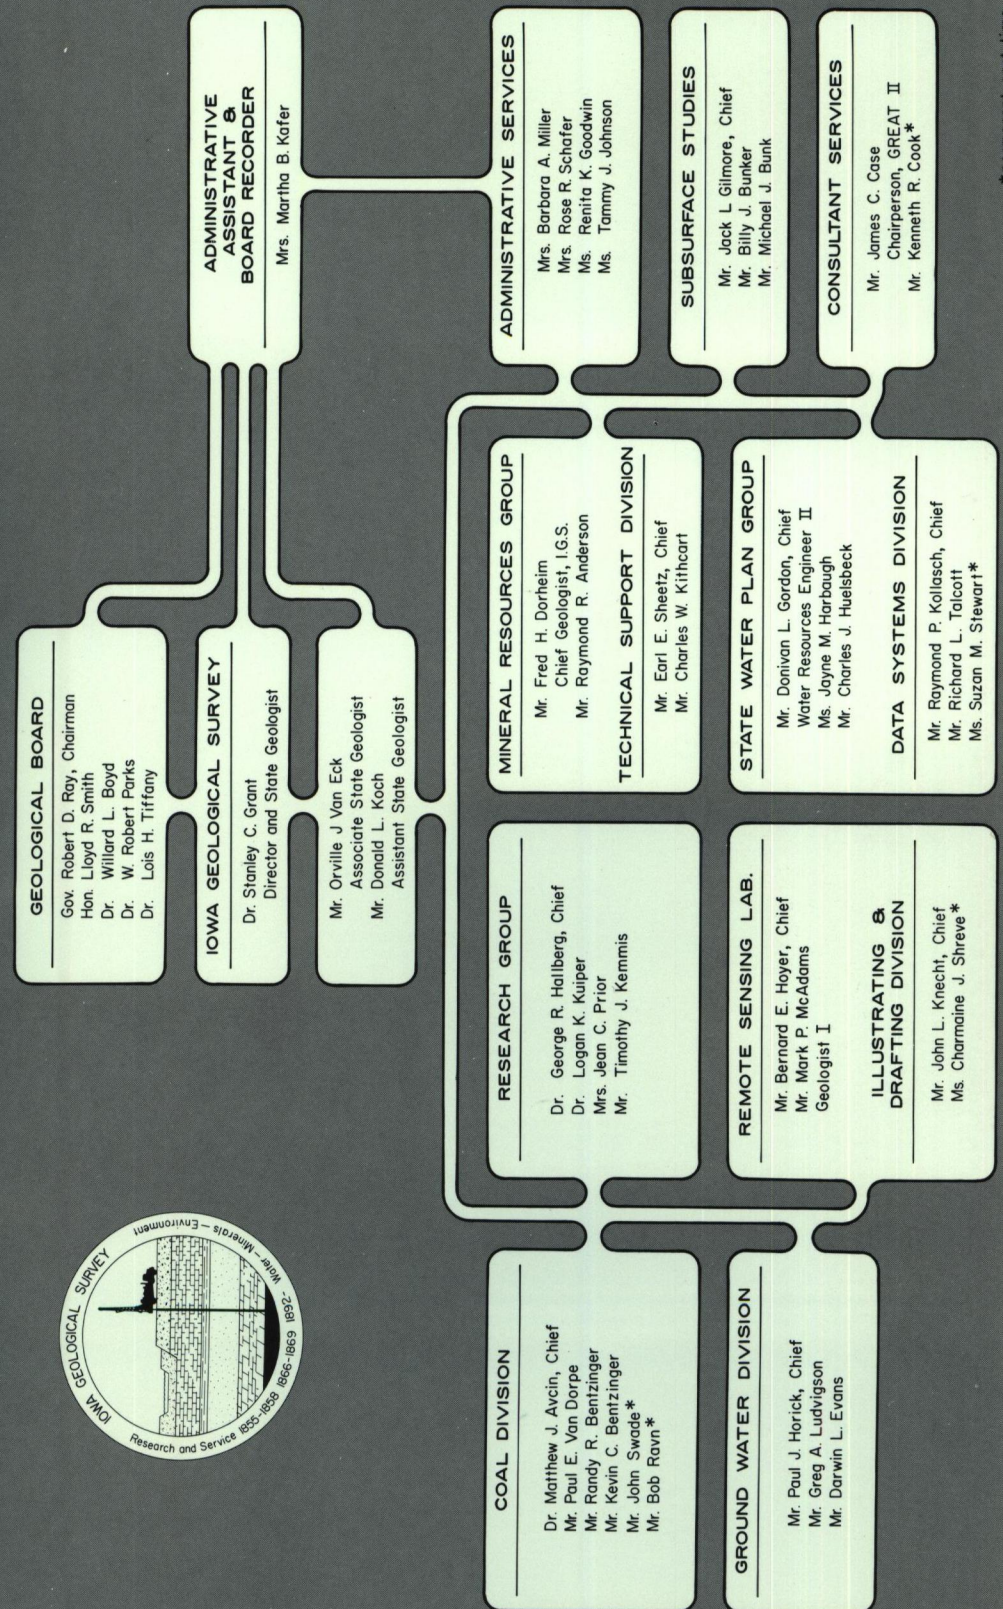 GEOLOGICAL BOARD
Gov. Robert D. Ray, Chairman
Hon. Lloyd R. Smith
Dr. Willard L. Boyd
Dr. W. Robert Parks
Dr. Lois H. Tiffany
IOWA GEOLOGICAL SURVEY
Dr. Stanley C. Grant
Director and State Geologist
Mr. Orville J Van Eck
Associate State Geologist
Mr. Donald L. Koch
Assistant State Geologist
ADMINISTRATIVE
ASSISTANT &
BOARD RECORDER
Mrs. Martha B. Kafer
IOWA GEOLOGICAL SURVEY
Research and Service 1855-1858 1866-1869 1892- Water – Minerals – Environment
COAL DIVISION
Dr. Matthew J. Avcin, Chief
Mr. Paul E. Van Dorpe
Mr. Randy R. Bentzinger
Mr. Kevin C. Bentzinger
Mr. John Swade*
Mr. Bob Ravn*
GROUND WATER DIVISION
Mr. Paul J. Horick, Chief
Mr. Greg A. Ludvigson
Mr. Darwin L. Evans
RESEARCH GROUP
Dr. George R. Hallberg, Chief
Dr. Logan K. Kuiper
Mrs. Jean C. Prior
Mr. Timothy J. Kemmis
REMOTE SENSING LAB.
Mr. Bernard E. Hoyer, Chief
Mr. Mark P. McAdams
Geologist I
ILLUSTRATING &
DRAFTING DIVISION
Mr. John L. Knecht, Chief
Ms. Charmaine J. Shreve*
MINERAL RESOURCES GROUP
Mr. Fred H. Dorheim
Chief Geologist, I.G.S.
Mr. Raymond R. Anderson
TECHNICAL SUPPORT DIVISION
Mr. Earl E. Sheetz, Chief
Mr. Charles W. Kithcart
STATE WATER PLAN GROUP
Mr. Donivan L. Gordon, Chief
Water Resources Engineer II
Ms. Jayne M. Harbaugh
Mr. Charles J. Huelsbeck
DATA SYSTEMS DIVISION
Mr. Raymond P. Kollasch, Chief
Mr. Richard L. Talcott
Ms. Suzan M. Stewart*
ADMINISTRATIVE SERVICES
Mrs. Barbara A. Miller
Mrs. Rose R. Schafer
Ms. Renita K. Goodwin
Ms. Tammy J. Johnson
SUBSURFACE STUDIES
Mr. Jack L Gilmore, Chief
Mr. Billy J. Bunker
Mr. Michael J. Bunk
CONSULTANT SERVICES
Mr. James C. Case
Chairperson, GREAT II
Mr. Kenneth R. Cook*